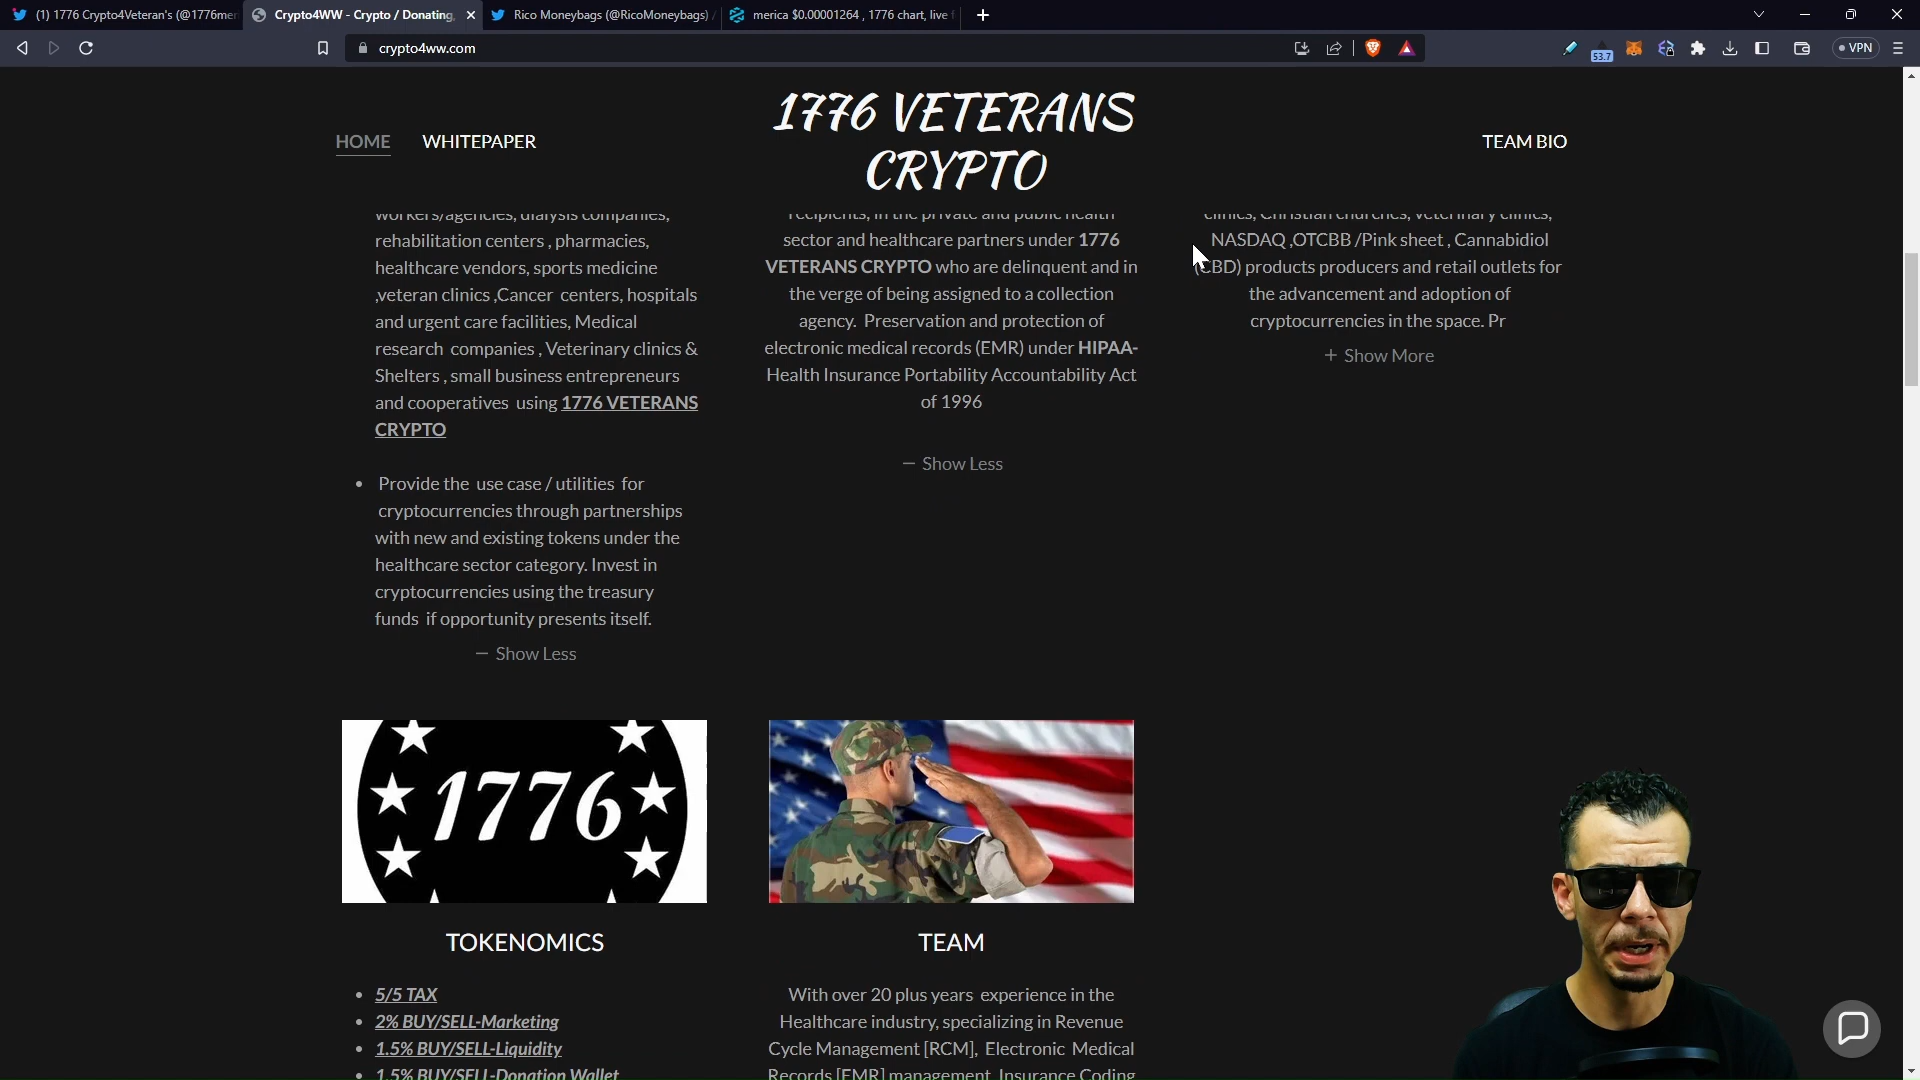 (1) 1776 Crypto4Veteran's (@1776mer
Crypto4WW - Crypto / Donating,
Rico Moneybags (@RicoMoneybags) /
merica $0.00001264 , 1776 chart, live f
crypto4ww.com
53.7
VPN
HOME
WHITEPAPER
1776 VETERANS
CRYPTO
TEAM BIO
workers/agencies, dialysis companies,
rehabilitation centers , pharmacies,
healthcare vendors, sports medicine
,veteran clinics ,Cancer centers, hospitals
and urgent care facilities, Medical
research companies , Veterinary clinics &
Shelters , small business entrepreneurs
and cooperatives using 1776 VETERANS
CRYPTO
• Provide the use case / utilities for
cryptocurrencies through partnerships
with new and existing tokens under the
healthcare sector category. Invest in
cryptocurrencies using the treasury
funds if opportunity presents itself.
— Show Less
recipients, in the private and public health
sector and healthcare partners under 1776
VETERANS CRYPTO who are delinquent and in
the verge of being assigned to a collection
agency. Preservation and protection of
electronic medical records (EMR) under HIPAA-
Health Insurance Portability Accountability Act
of 1996
— Show Less
clinics, Christian churches, veterinary clinics,
NASDAQ ,OTCBB /Pink sheet , Cannabidiol
(CBD) products producers and retail outlets for
the advancement and adoption of
cryptocurrencies in the space. Pr
+ Show More
1776
TOKENOMICS
• 5/5 TAX
• 2% BUY/SELL-Marketing
• 1.5% BUY/SELL-Liquidity
• 1.5% BUY/SELL-Donation Wallet
TEAM
With over 20 plus years experience in the
Healthcare industry, specializing in Revenue
Cycle Management [RCM], Electronic Medical
Records [EMR] management, Insurance Coding